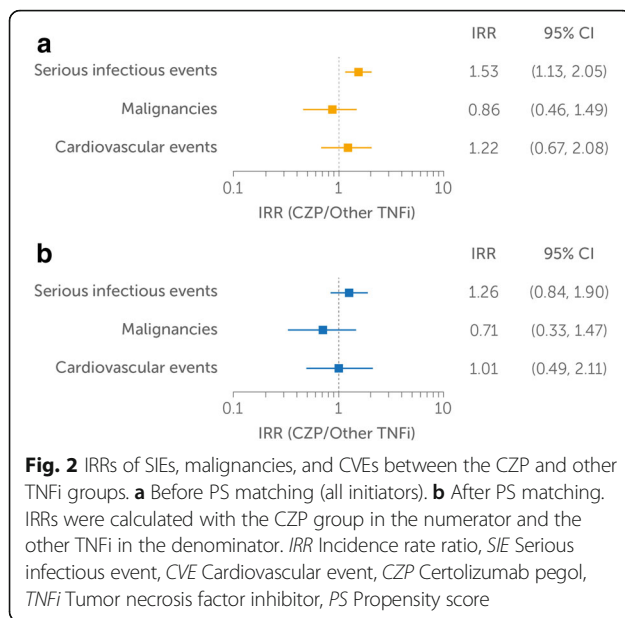 a
IRR 95% CI
Serious infectious events 1.53 (1.13, 2.05)
Malignancies 0.86 (0.46, 1.49)
Cardiovascular events 1.22 (0.67, 2.08)
0.1 1 10
IRR (CZP/Other TNFi)
b
IRR 95% CI
Serious infectious events 1.26 (0.84, 1.90)
Malignancies 0.71 (0.33, 1.47)
Cardiovascular events 1.01 (0.49, 2.11)
0.1 1 10
IRR (CZP/Other TNFi)
Fig. 2 IRRs of SIEs, malignancies, and CVEs between the CZP and other
TNFi groups. a Before PS matching (all initiators). b After PS matching.
IRRs were calculated with the CZP group in the numerator and the
other TNFi in the denominator. IRR Incidence rate ratio, SIE Serious
infectious event, CVE Cardiovascular event, CZP Certolizumab pegol,
TNFi Tumor necrosis factor inhibitor, PS Propensity score